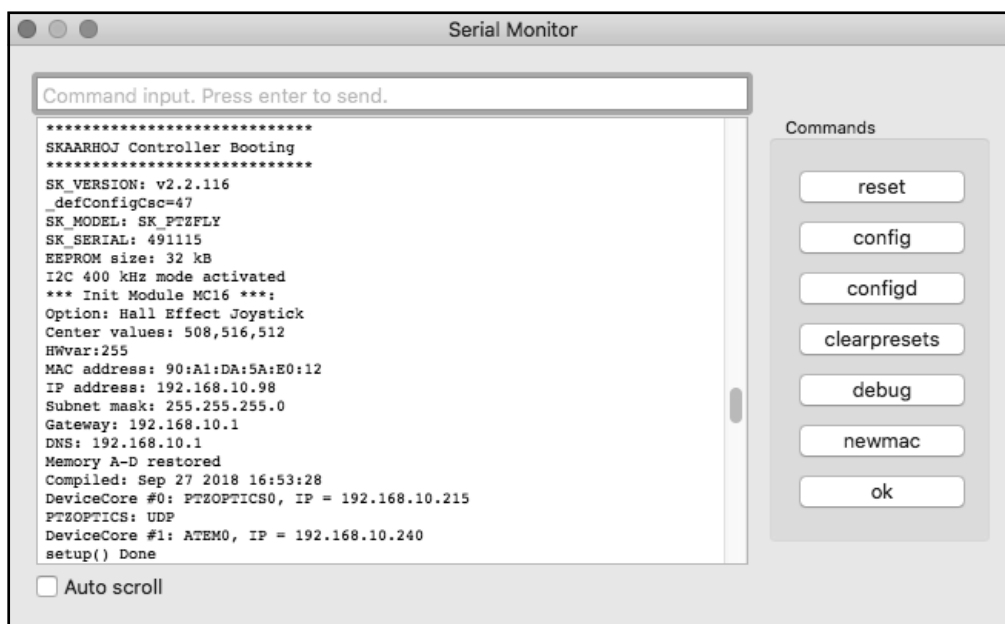 Serial Monitor
Command input. Press enter to send.
*****************************
SKAARHOJ Controller Booting
*****************************
SK_VERSION: v2.2.116
_defConfigCsc=47
SK_MODEL: SK_PTZFLY
SK_SERIAL: 491115
EEPROM size: 32 kB
I2C 400 kHz mode activated
*** Init Module MC16 ***:
Option: Hall Effect Joystick
Center values: 508,516,512
HWvar:255
MAC address: 90:A1:DA:5A:E0:12
IP address: 192.168.10.98
Subnet mask: 255.255.255.0
Gateway: 192.168.10.1
DNS: 192.168.10.1
Memory A-D restored
Compiled: Sep 27 2018 16:53:28
DeviceCore #0: PTZOPTICS0, IP = 192.168.10.215
PTZOPTICS: UDP
DeviceCore #1: ATEM0, IP = 192.168.10.240
setup() Done
Auto scroll
Commands
reset
config
configd
clearpresets
debug
newmac
ok